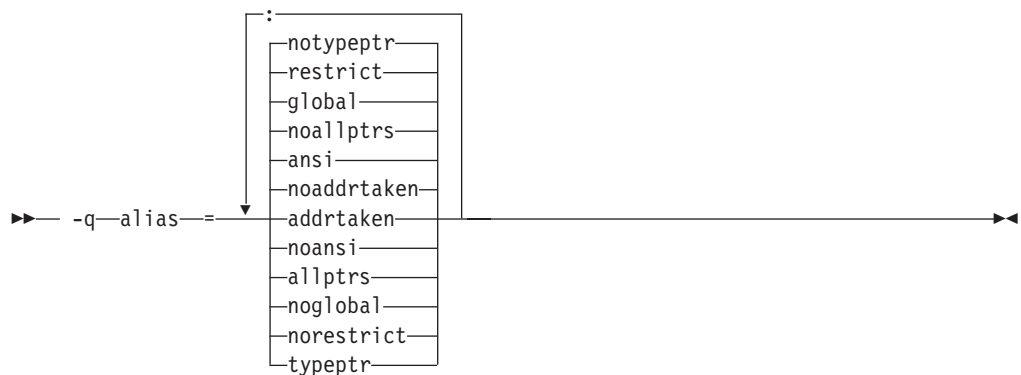 :
notypeptr
restrict
global
noallptrs
ansi
noaddrtaken
-q alias = addrtaken
noansi
allptrs
noglobal
norestrict
typeptr